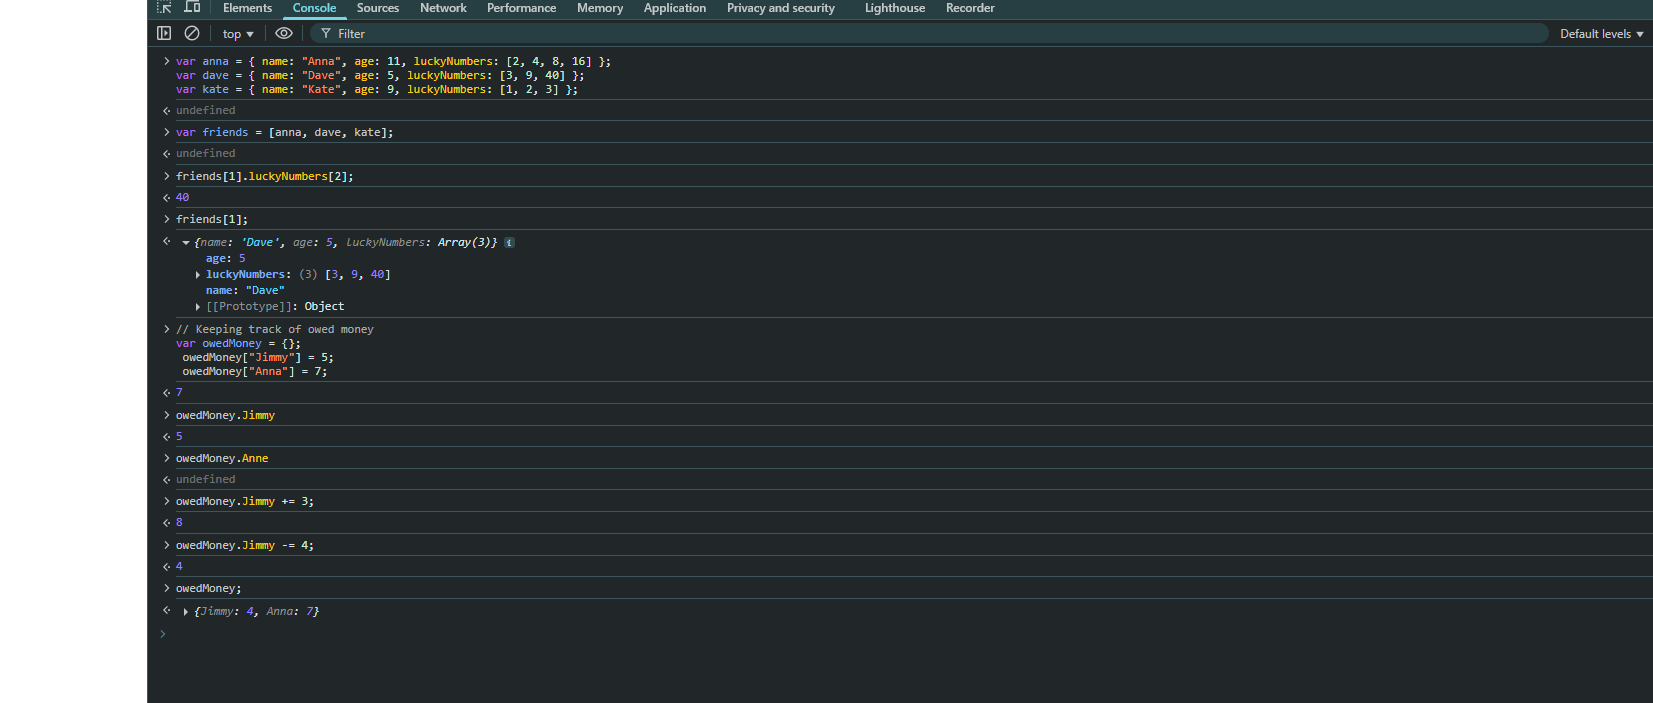 Elements Console Sources Network Performance Memory Application Privacy and security Lighthouse Recorder
top ▼ Filter Default levels ▼
> var anna = { name: "Anna", age: 11, luckyNumbers: [2, 4, 8, 16] };
var dave = { name: "Dave", age: 5, luckyNumbers: [3, 9, 40] };
var kate = { name: "Kate", age: 9, luckyNumbers: [1, 2, 3] };
undefined
> var friends = [anna, dave, kate];
undefined
> friends[1].luckyNumbers[2];
40
> friends[1];
▼ {name: 'Dave', age: 5, luckyNumbers: Array(3)} i
age: 5
▶ luckyNumbers: (3) [3, 9, 40]
name: "Dave"
▶ [[Prototype]]: Object
> // Keeping track of owed money
var owedMoney = {};
owedMoney["Jimmy"] = 5;
owedMoney["Anna"] = 7;
7
> owedMoney.Jimmy
5
> owedMoney.Anne
undefined
> owedMoney.Jimmy += 3;
8
> owedMoney.Jimmy -= 4;
4
> owedMoney;
▶ {Jimmy: 4, Anna: 7}
>